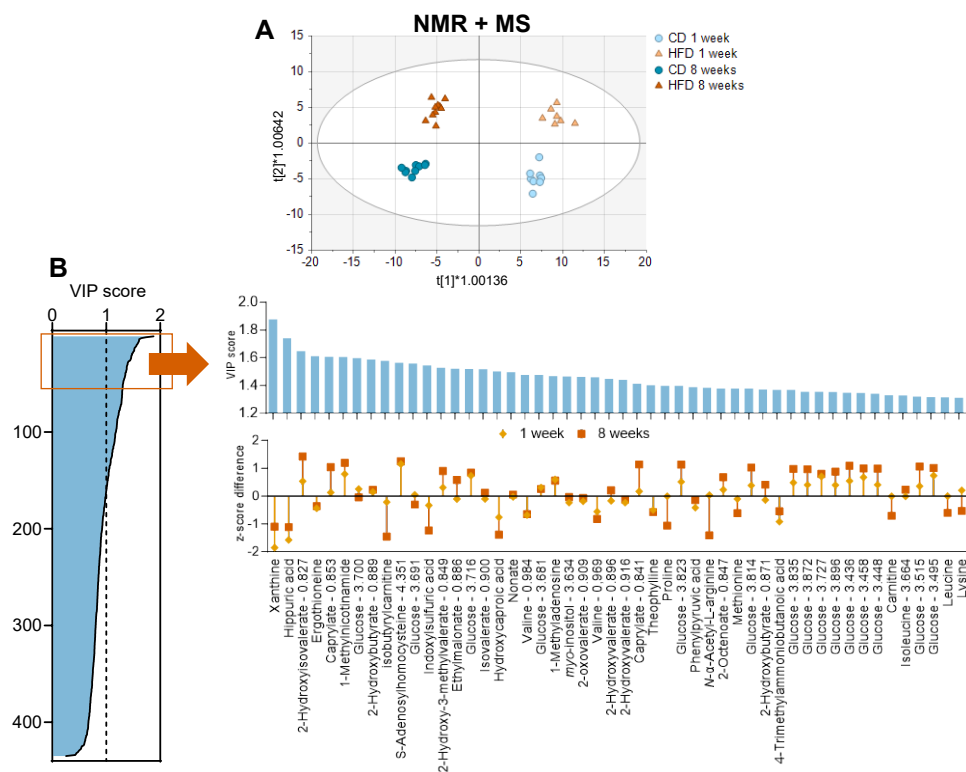 A
NMR + MS
CD 1 week
HFD 1 week
CD 8 weeks
HFD 8 weeks
15
10
5
0
-5
-10
-15
t[2]*1.00642
-20
-15
-10
-5
0
5
10
15
20
t[1]*1.00136
B
VIP score
0
1
2
100
200
300
400
2.0
1.8
1.6
1.4
1.2
VIP score
1 week
8 weeks
2
1
0
-1
-2
z-score difference
Xanthine
Hippuric acid
2-Hydroxyisovalerate - 0.827
Ergothioneine
Caprylate - 0.853
1-Methylnicotinamide
Glucose - 3.700
2-Hydroxybutyrate - 0.889
isobutyrylcarnitine
S-Adenosylhomocysteine - 4.351
Glucose - 3.691
Indoxylsulfuric acid
2-Hydroxy-3-methylvalerate - 0.849
Ethylmalonate - 0.886
Glucose - 3.716
Isovalerate - 0.900
Hydroxycaproic acid
Nonate
Valine - 0.984
Glucose - 3.681
1-Methyladenosine
myo-inositol - 3.634
2-oxovalerate - 0.909
Valine - 0.969
2-Hydroxyvalerate - 0.896
2-Hydroxyvalerate - 0.916
Caprylate - 0.841
Theophylline
Proline
Glucose - 3.823
Phenylpyruvic acid
N-α-Acetyl-L-arginine
2-Octenoate - 0.847
Methionine
Glucose - 3.814
2-Hydroxybutyrate - 0.871
4-Trimethylammoniobutanoic acid
Glucose - 3.835
Glucose - 3.872
Glucose - 3.727
Glucose - 3.896
Glucose - 3.436
Glucose - 3.458
Glucose - 3.448
Carnitine
Isoleucine - 3.664
Glucose - 3.515
Glucose - 3.495
Leucine
Lysine